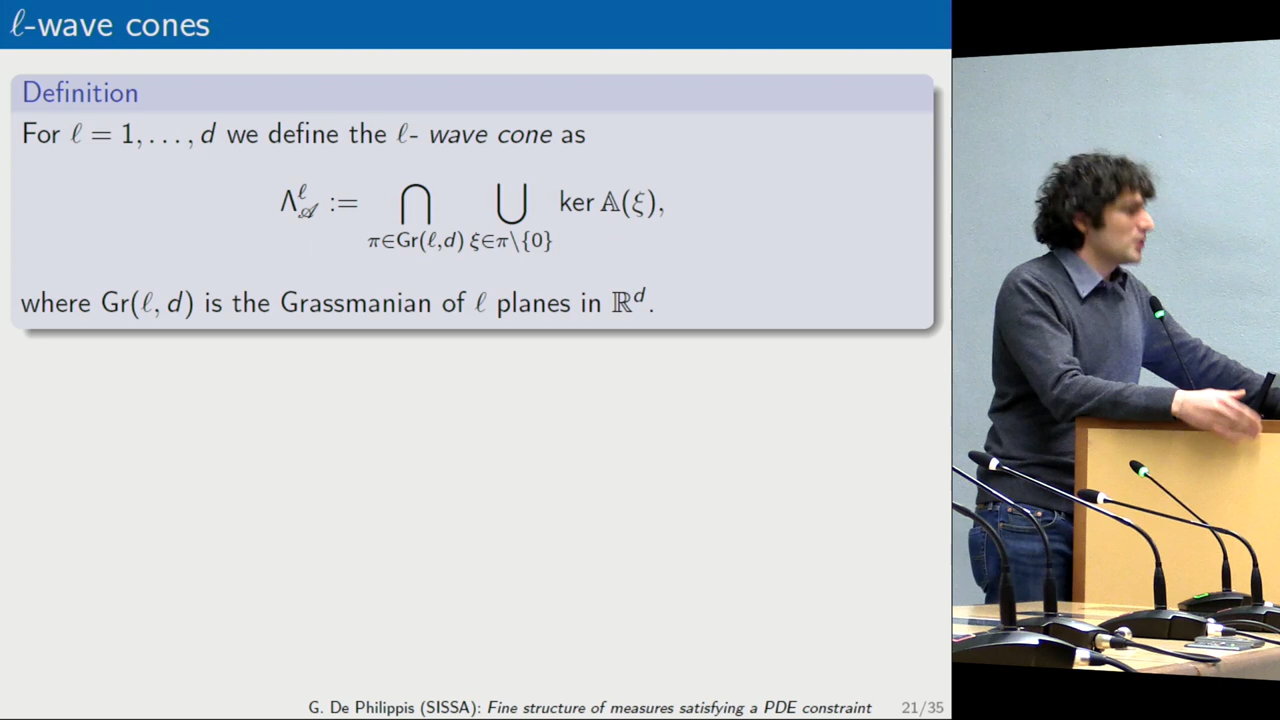 ℓ-wave cones
Definition
For ℓ = 1, . . . , d we define the ℓ- wave cone as
Λ^ℓ_𝒜 := ⋂_{π∈Gr(ℓ,d)} ⋃_{ξ∈π\{0}} ker 𝔸(ξ),
where Gr(ℓ, d) is the Grassmanian of ℓ planes in ℝ^d.
G. De Philippis (SISSA): Fine structure of measures satisfying a PDE constraint 21/35